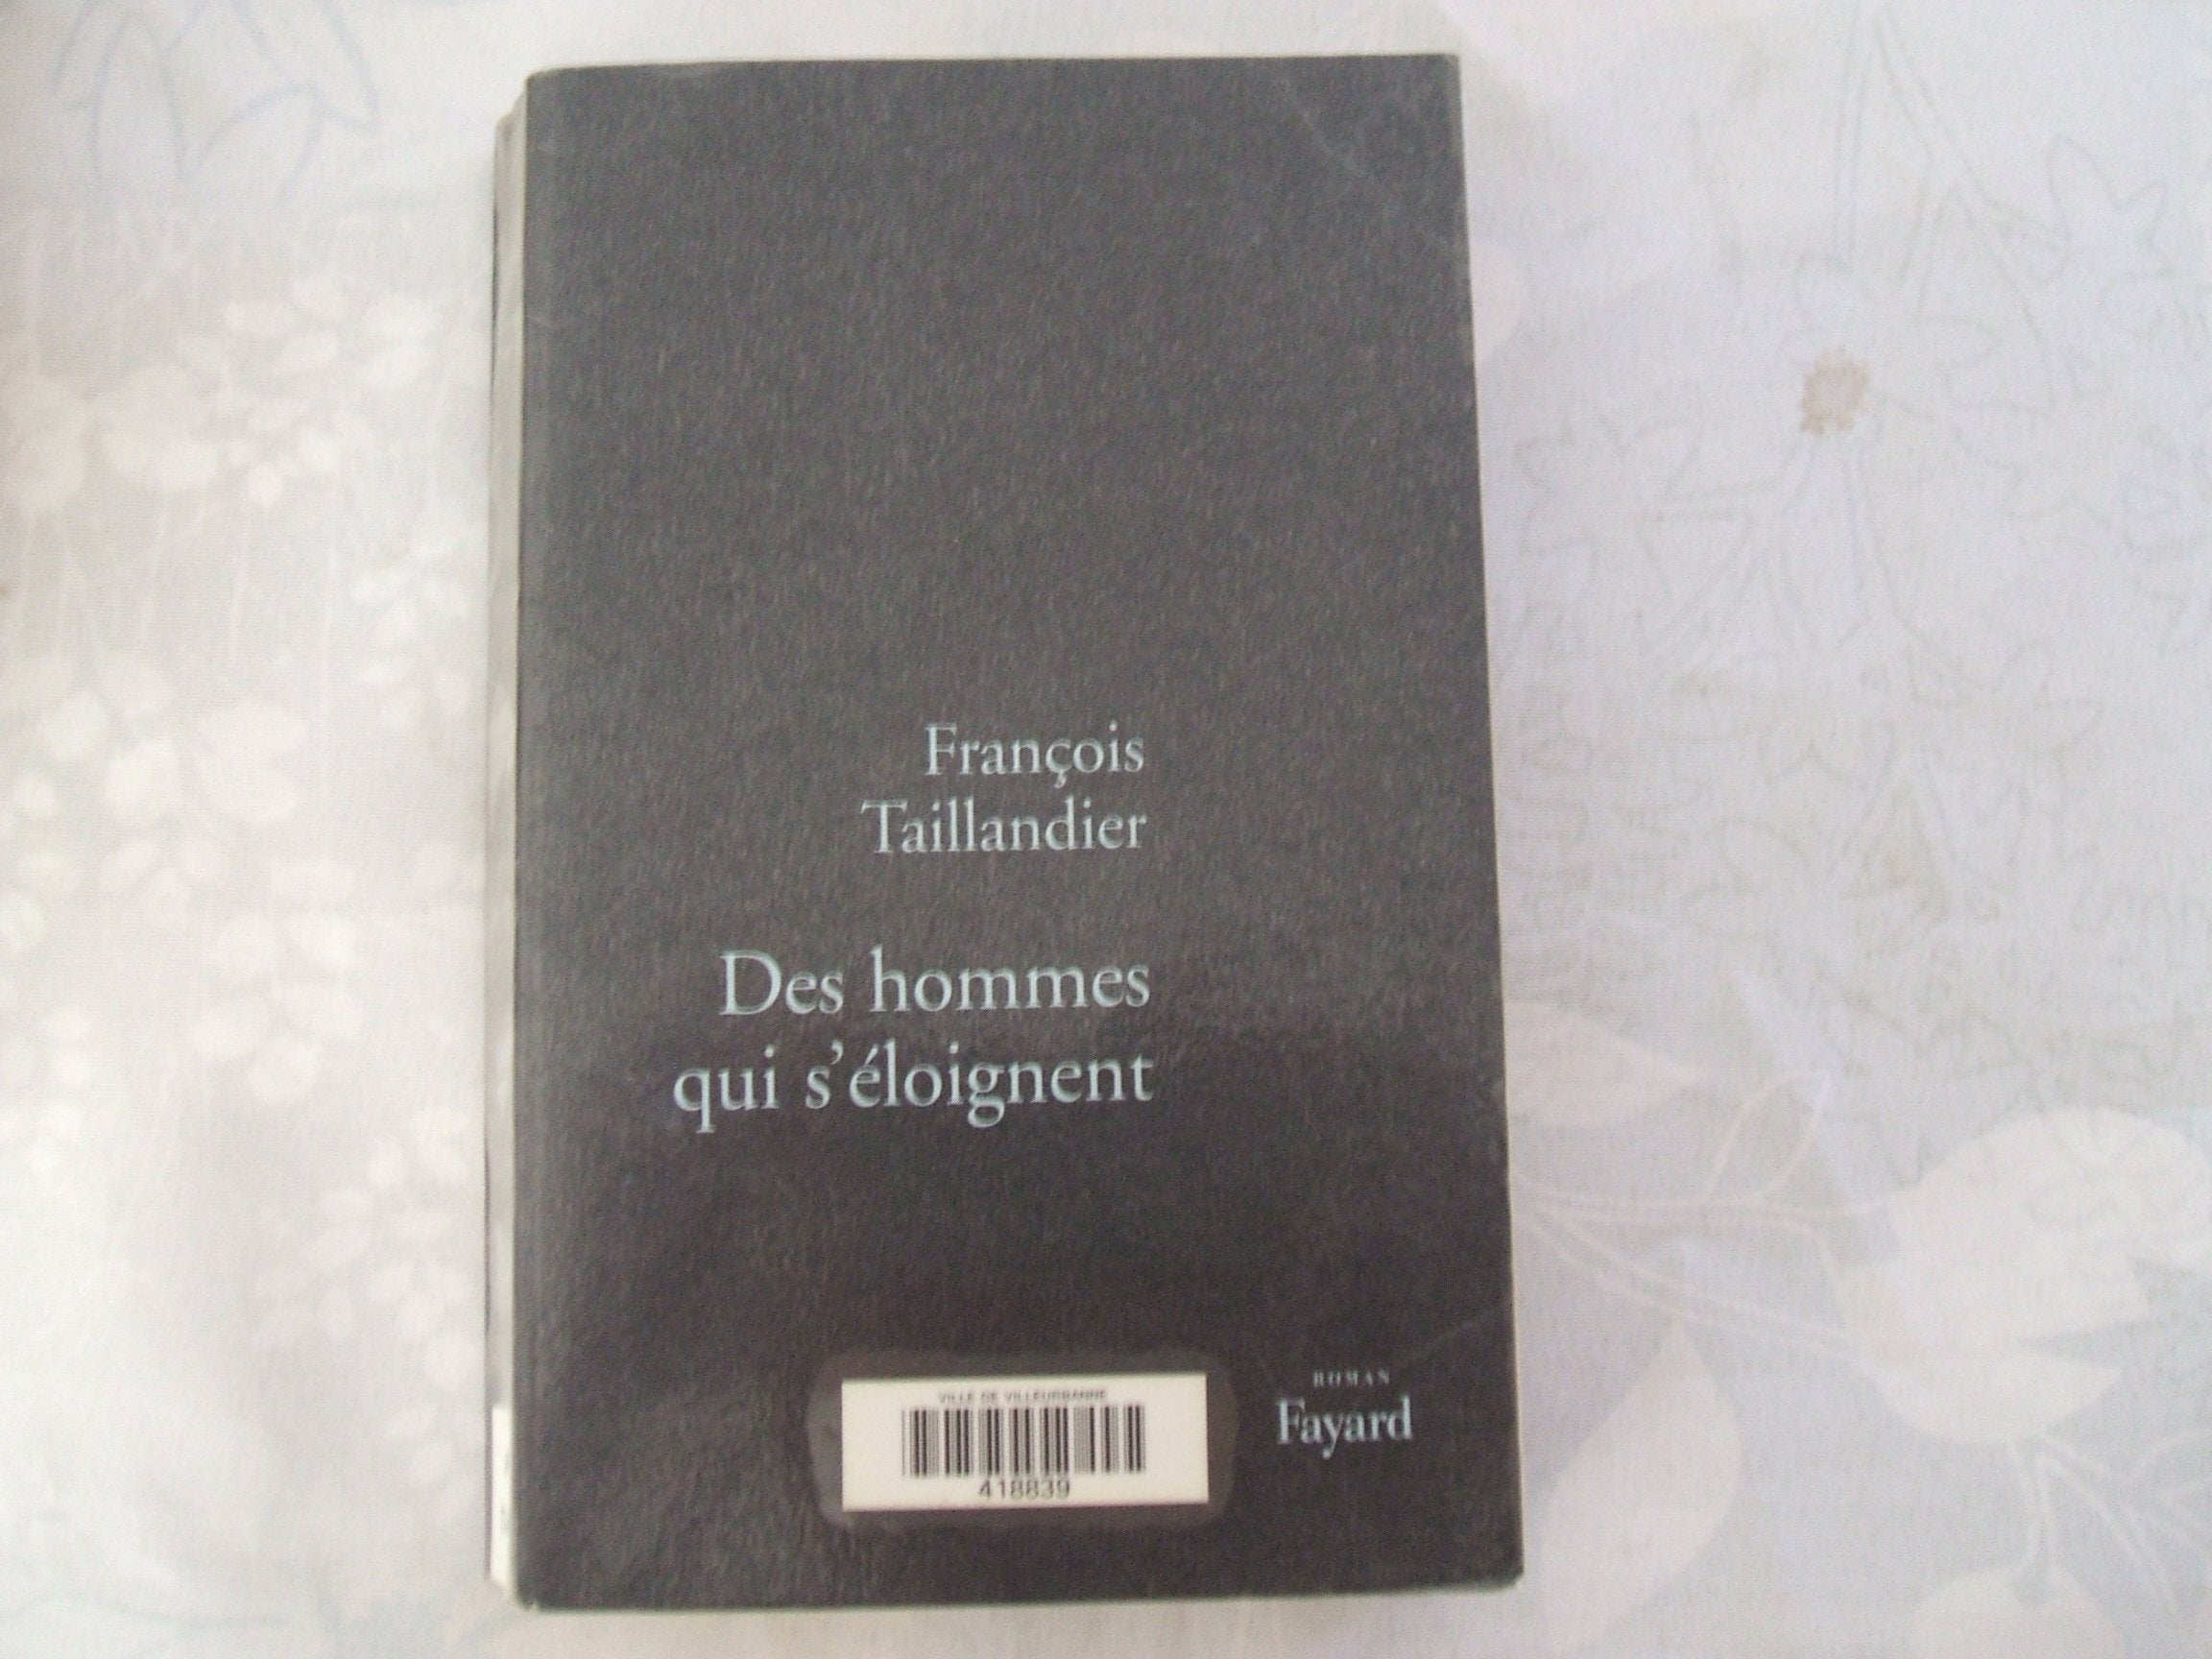 François
Taillandier
Des hommes
qui s'éloignent
ROMAN
Fayard
VILLE DE VILLEURBANNE
418839